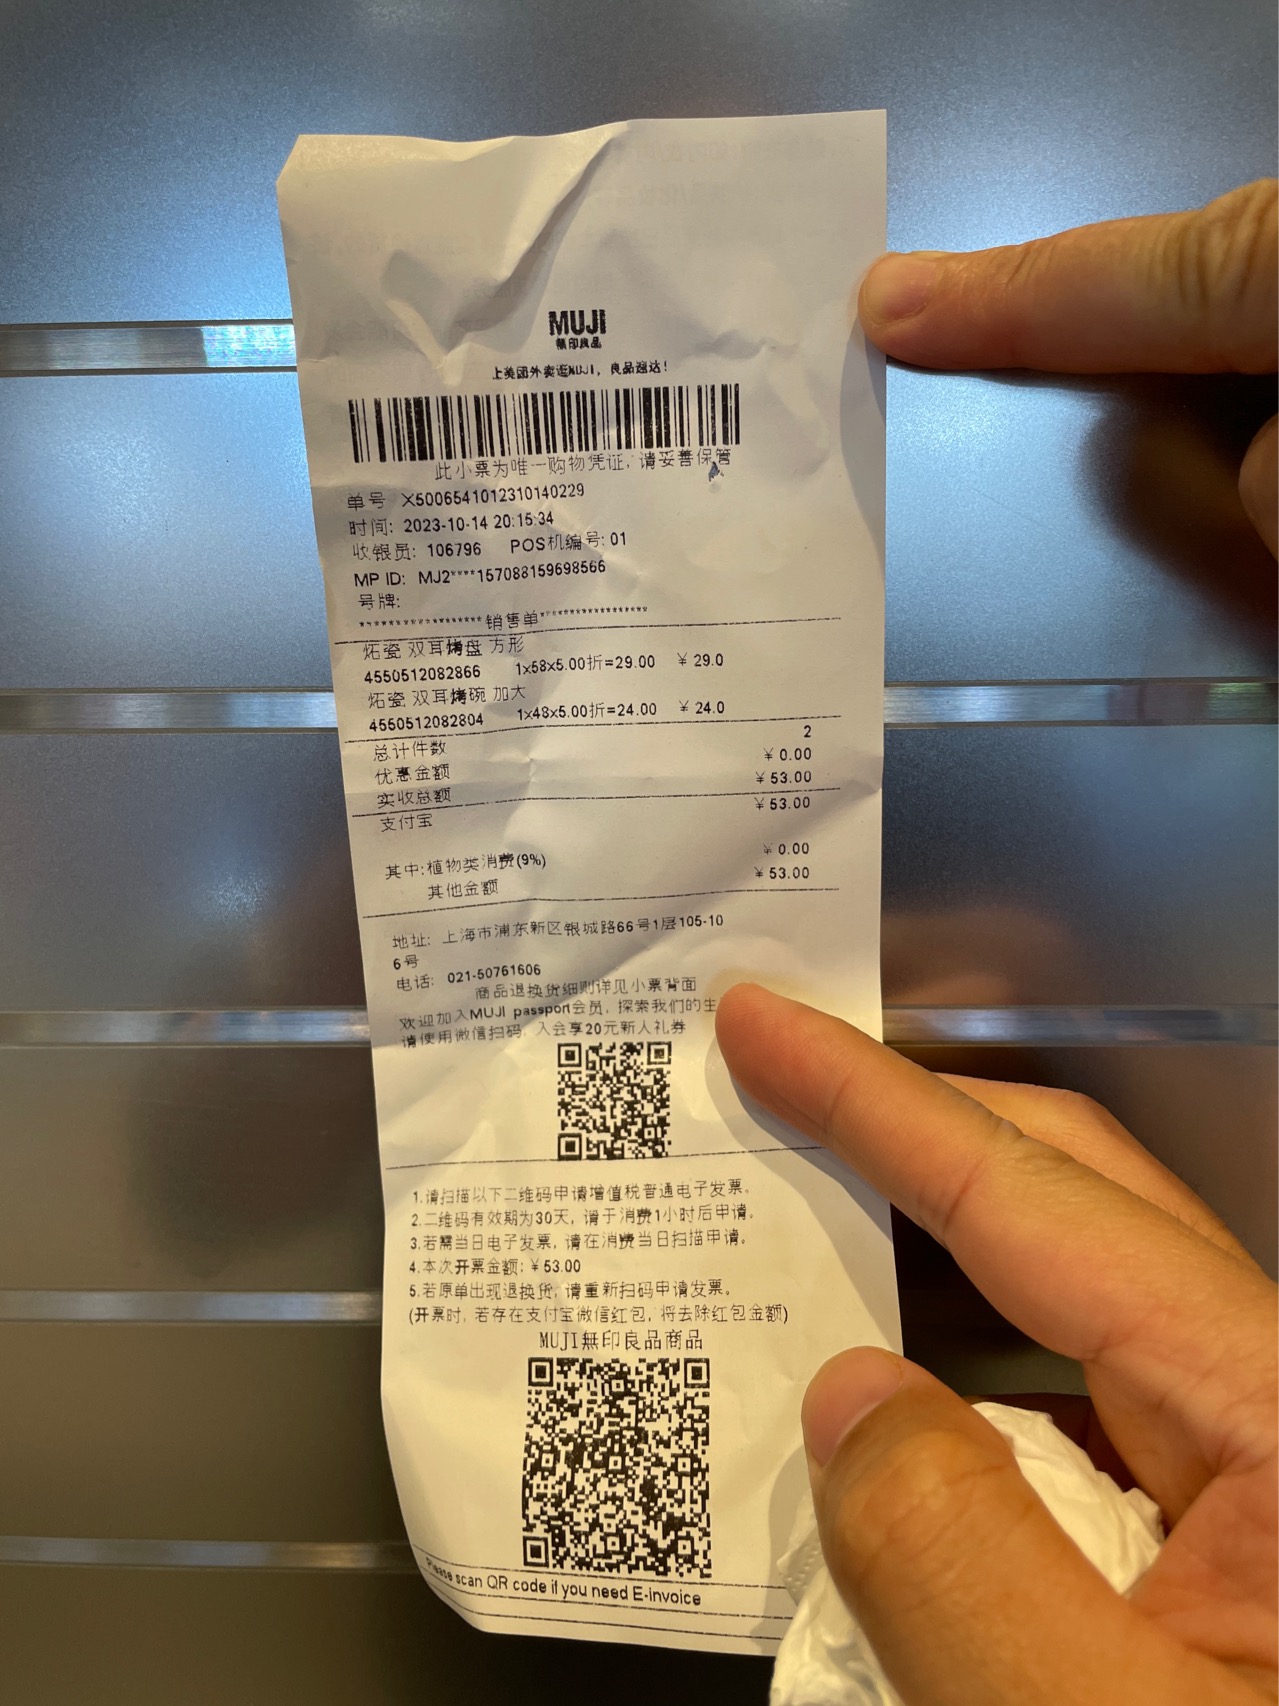 MUJI
無印良品
上美团外卖逛MUJI，良品速达！
此小票为唯一购物凭证，请妥善保管
单号 X5006541012310140229
时间: 2023-10-14 20:15:34
收银员: 106796 POS机编号: 01
MP ID: MJ2****157088159698566
号牌:
********************销售单******************
炻瓷 双耳烤盘 方形
4550512082866 1x58x5.00折=29.00 ￥29.0
炻瓷 双耳烤碗 加大
4550512082804 1x48x5.00折=24.00 ￥24.0
总计件数 2
优惠金额 ￥0.00
实收总额 ￥53.00
支付宝 ￥53.00
其中:植物类消费(9%) ￥0.00
其他金额 ￥53.00
地址: 上海市浦东新区银城路66号1层105-10
6号
电话: 021-50761606
商品退换货细则详见小票背面
欢迎加入MUJI passport会员，探索我们的生
请使用微信扫码，入会享20元新人礼券
1.请扫描以下二维码申请增值税普通电子发票。
2.二维码有效期为30天，请于消费1小时后申请。
3.若需当日电子发票，请在消费当日扫描申请。
4.本次开票金额:￥53.00
5.若原单出现退换货，请重新扫码申请发票。
(开票时，若存在支付宝微信红包，将去除红包金额)
MUJI無印良品商品
Please scan QR code if you need E-invoice